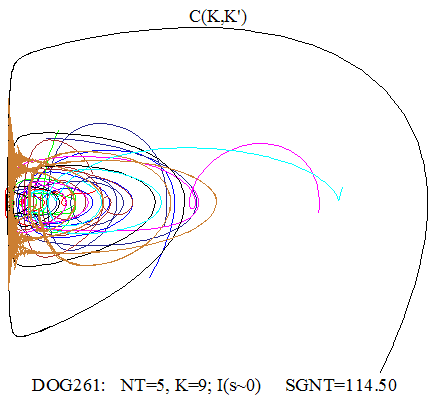 C(K,K')
DOG261: NT=5, K=9; I(s~0) SGNT=114.50